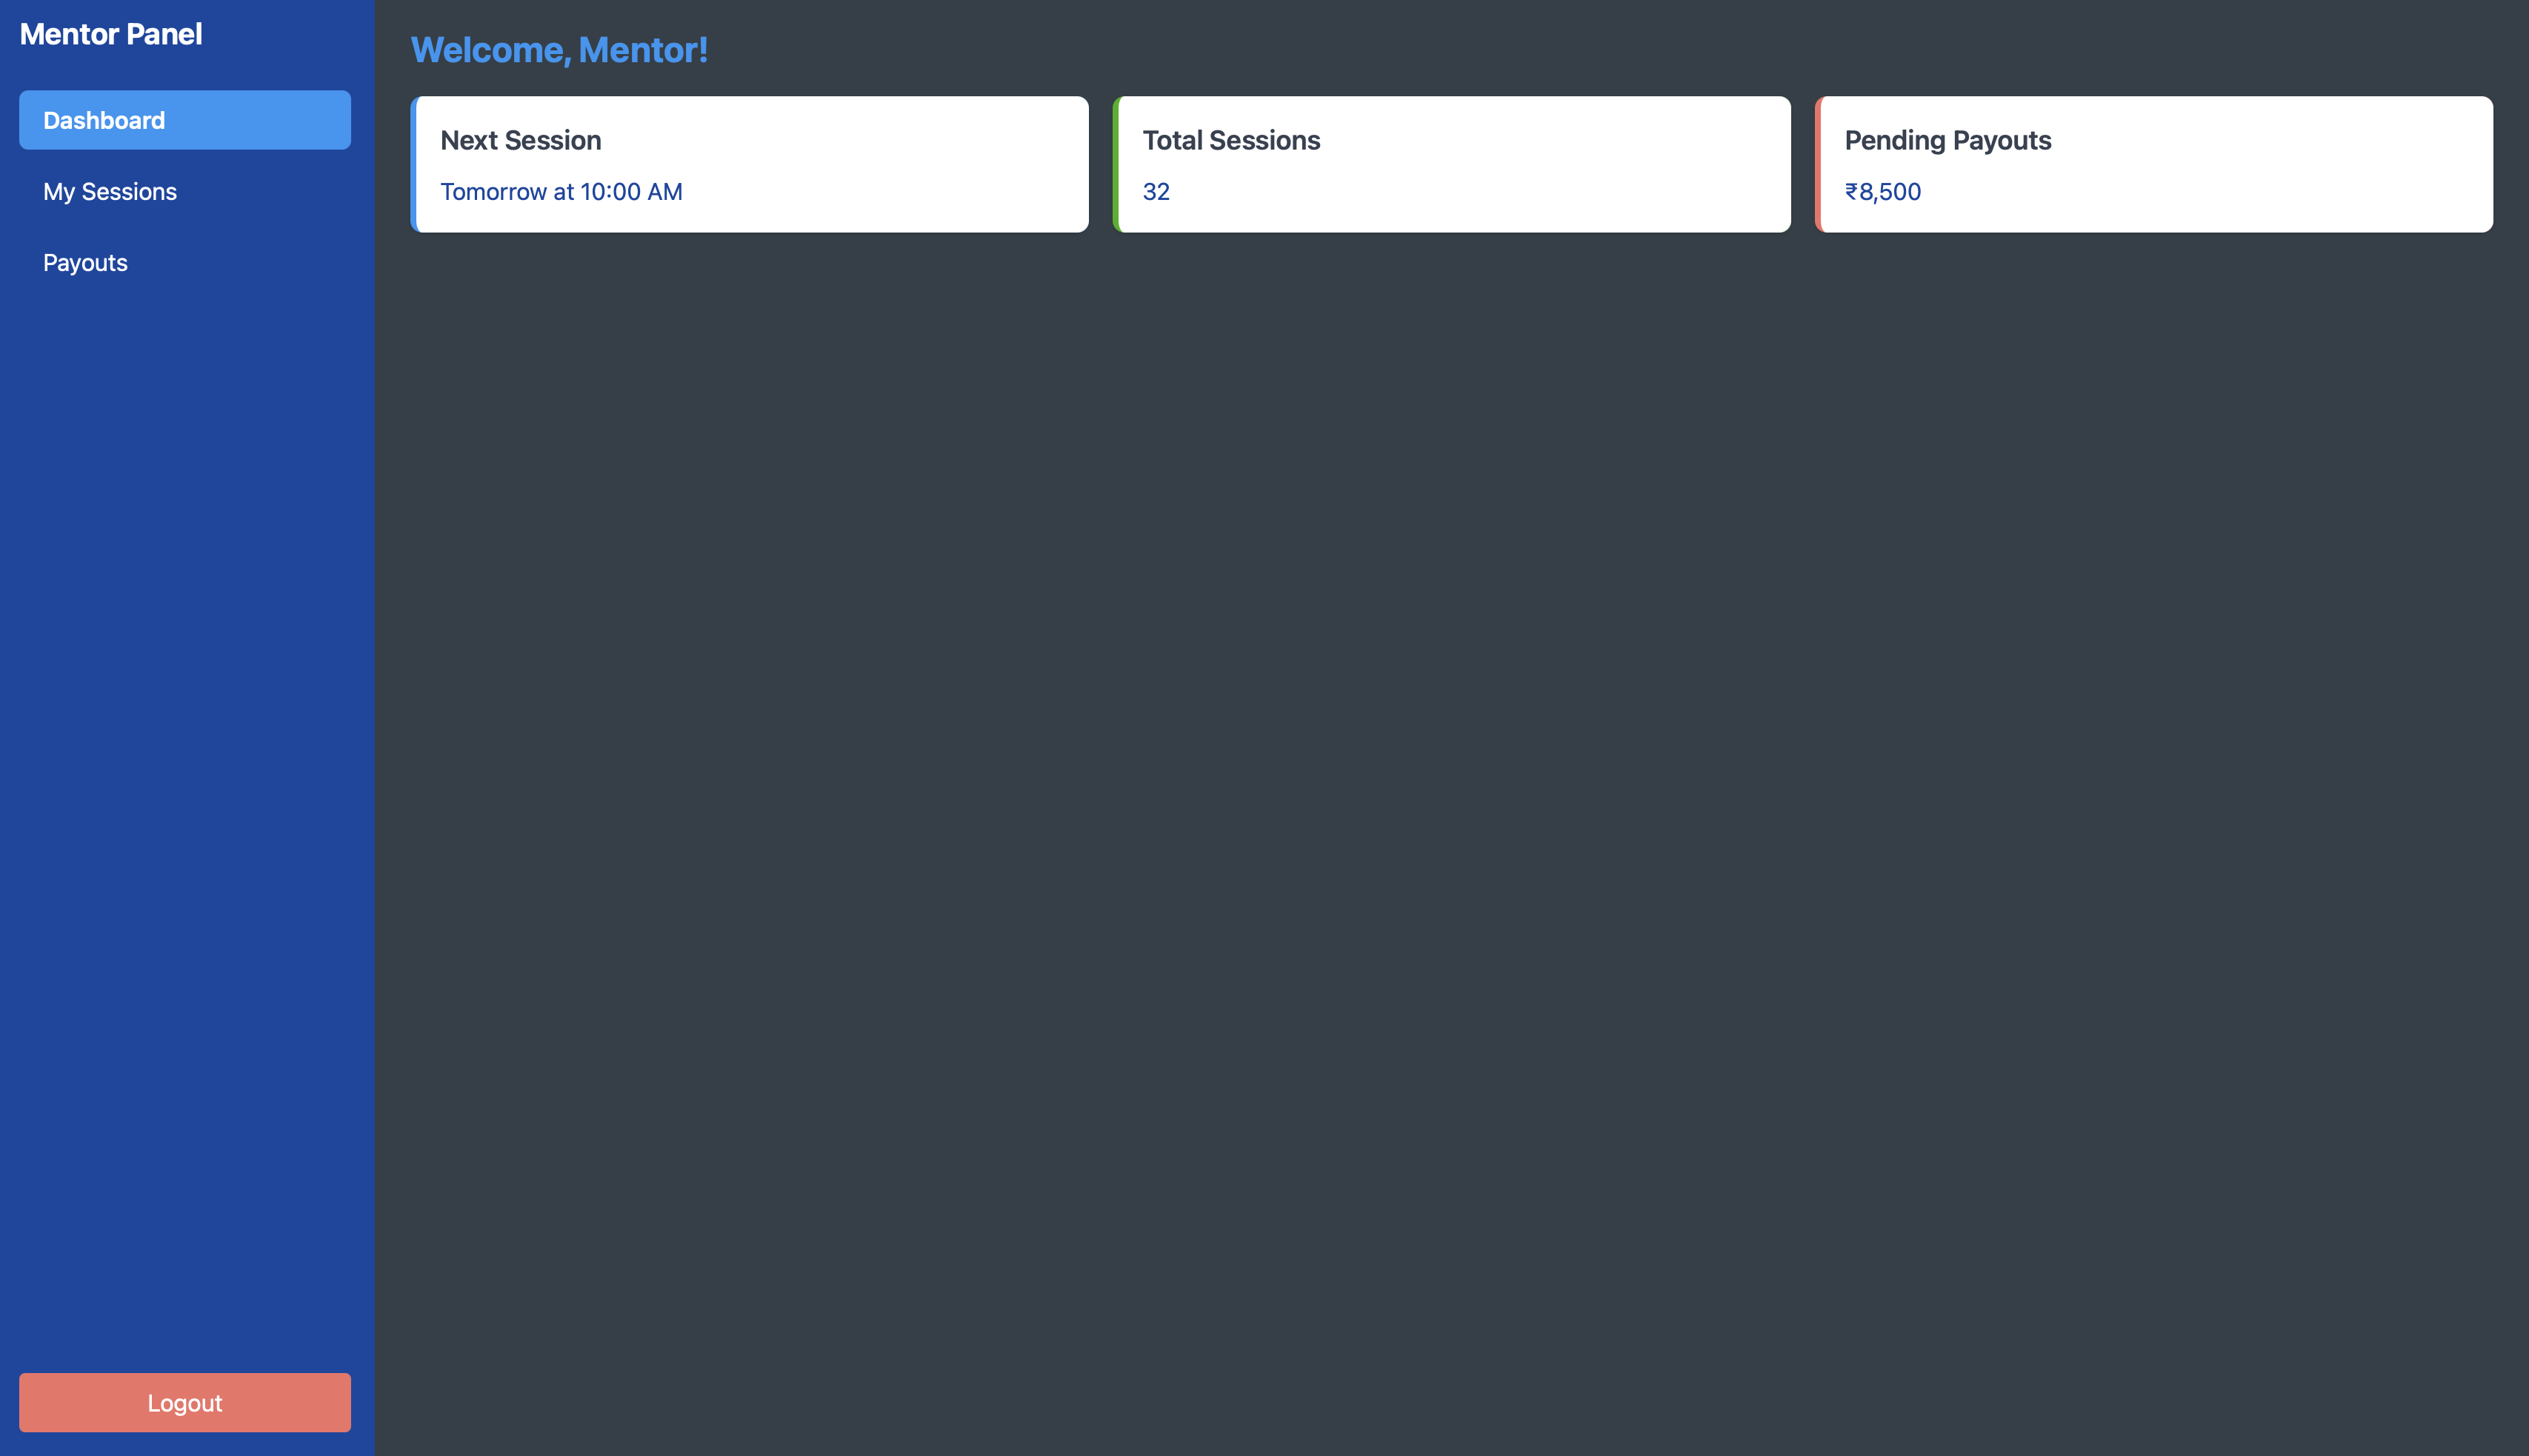 Mentor Panel
Dashboard
My Sessions
Payouts
Logout
Welcome, Mentor!
Next Session
Tomorrow at 10:00 AM
Total Sessions
32
Pending Payouts
₹8,500